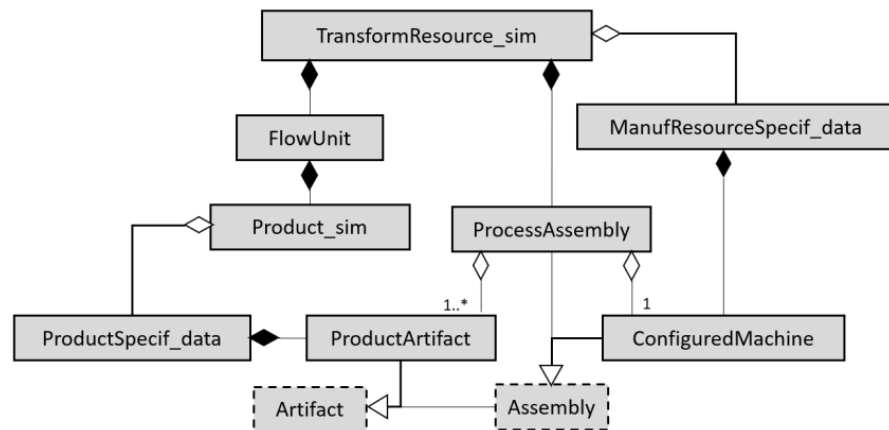 TransformResource_sim
ManufResourceSpecif_data
FlowUnit
Product_sim
ProcessAssembly
1..*
1
ProductSpecif_data
ProductArtifact
ConfiguredMachine
Artifact
Assembly